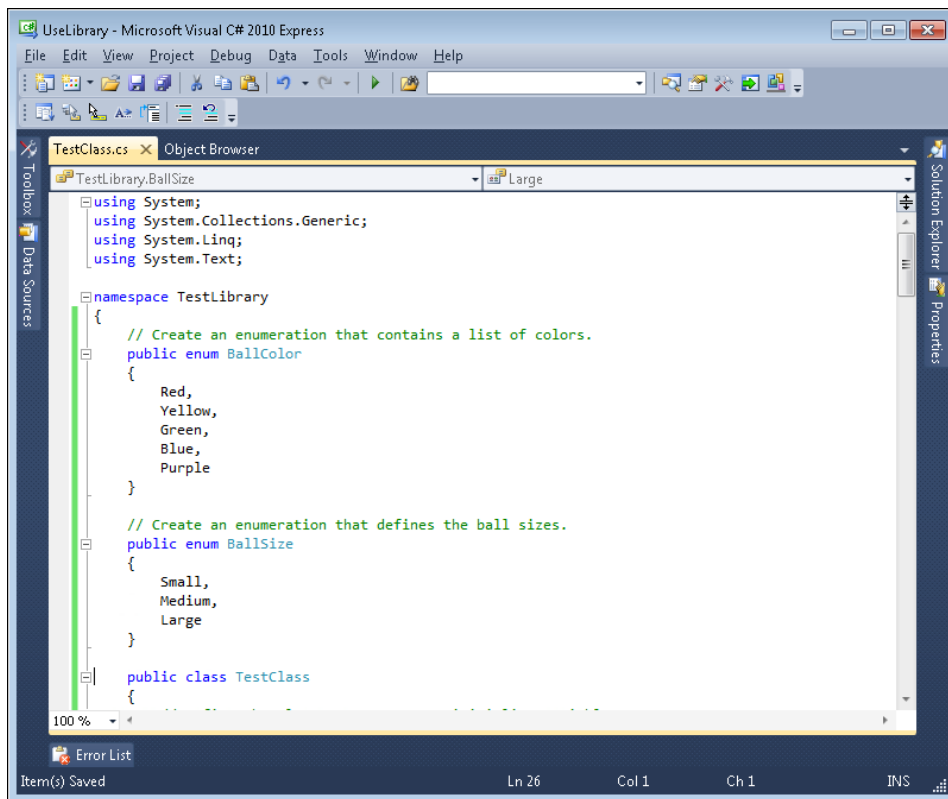 UseLibrary - Microsoft Visual C# 2010 Express
File Edit View Project Debug Data Tools Window Help
TestClass.cs Object Browser
TestLibrary.BallSize Large
Toolbox
Data Sources
using System;
using System.Collections.Generic;
using System.Linq;
using System.Text;
namespace TestLibrary
{
// Create an enumeration that contains a list of colors.
public enum BallColor
{
Red,
Yellow,
Green,
Blue,
Purple
}
// Create an enumeration that defines the ball sizes.
public enum BallSize
{
Small,
Medium,
Large
}
public class TestClass
{
Solution Explorer
Properties
100 %
Error List
Item(s) Saved Ln 26 Col 1 Ch 1 INS